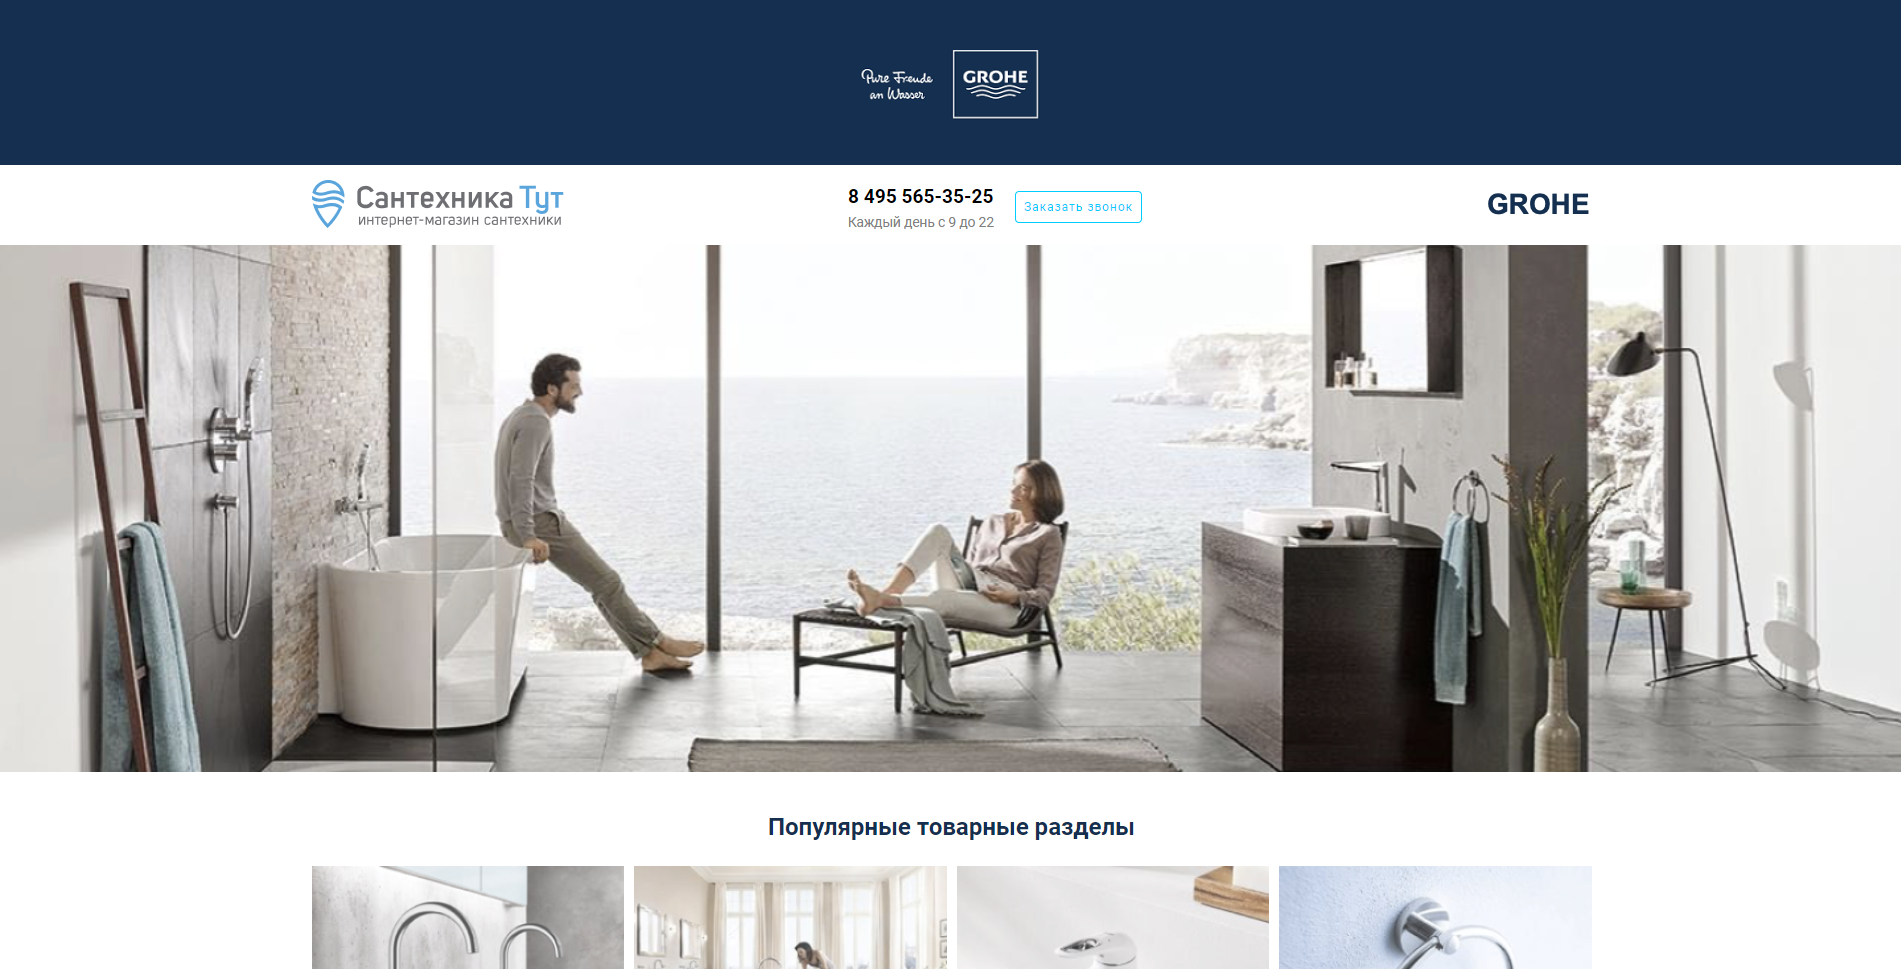 Pure Freude
an Wasser
GROHE
Сантехника Тут
интернет-магазин сантехники
8 495 565-35-25
Каждый день с 9 до 22
Заказать звонок
GROHE
Популярные товарные разделы